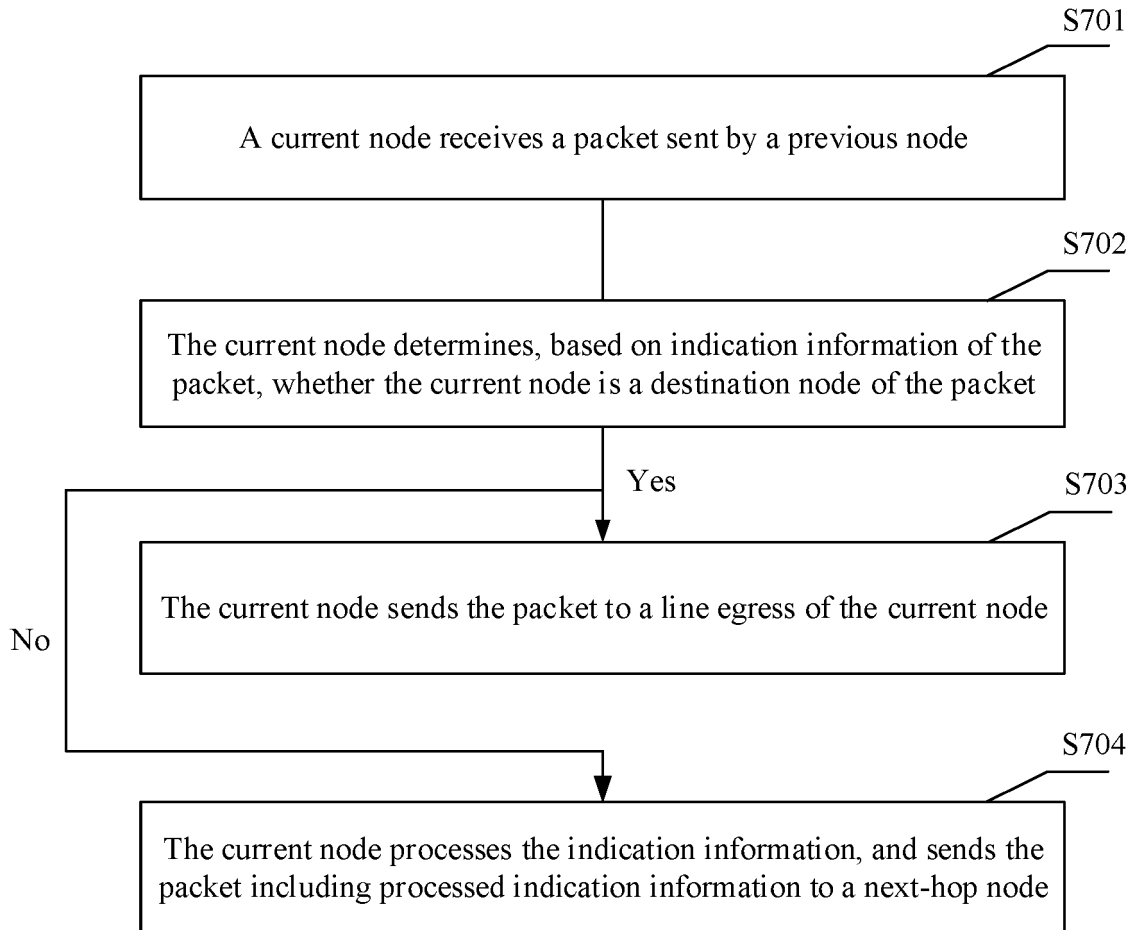 S701
A current node receives a packet sent by a previous node
S702
The current node determines, based on indication information of the
packet, whether the current node is a destination node of the packet
Yes
S703
The current node sends the packet to a line egress of the current node
No
S704
The current node processes the indication information, and sends the
packet including processed indication information to a next-hop node